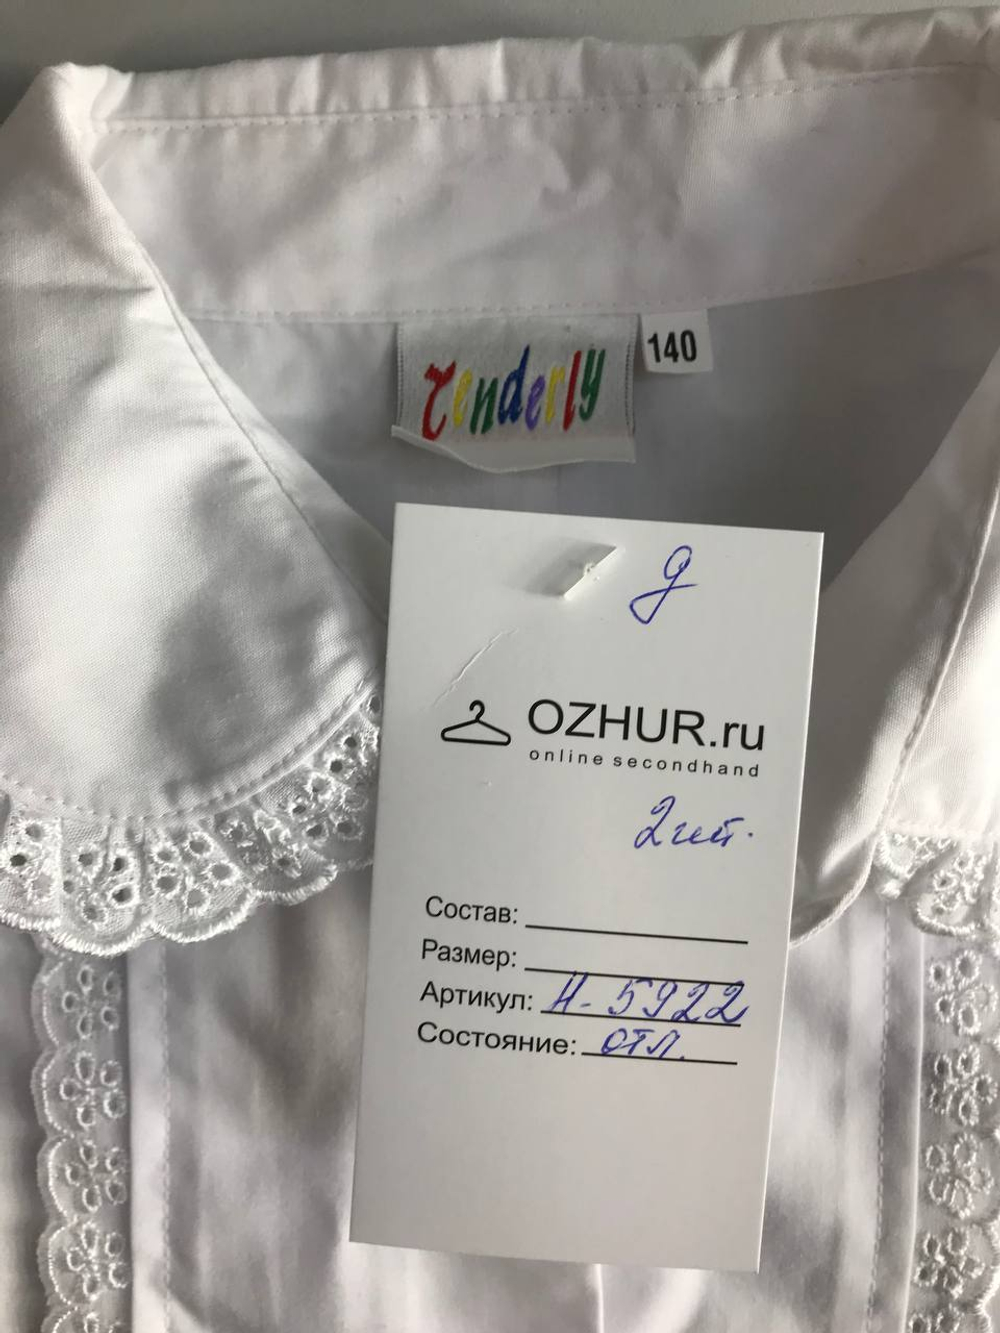 Tenderly
140
д
OZHUR.ru
online secondhand
2 шт.
Состав:
Размер:
Артикул: Н-5922
Состояние: отл.